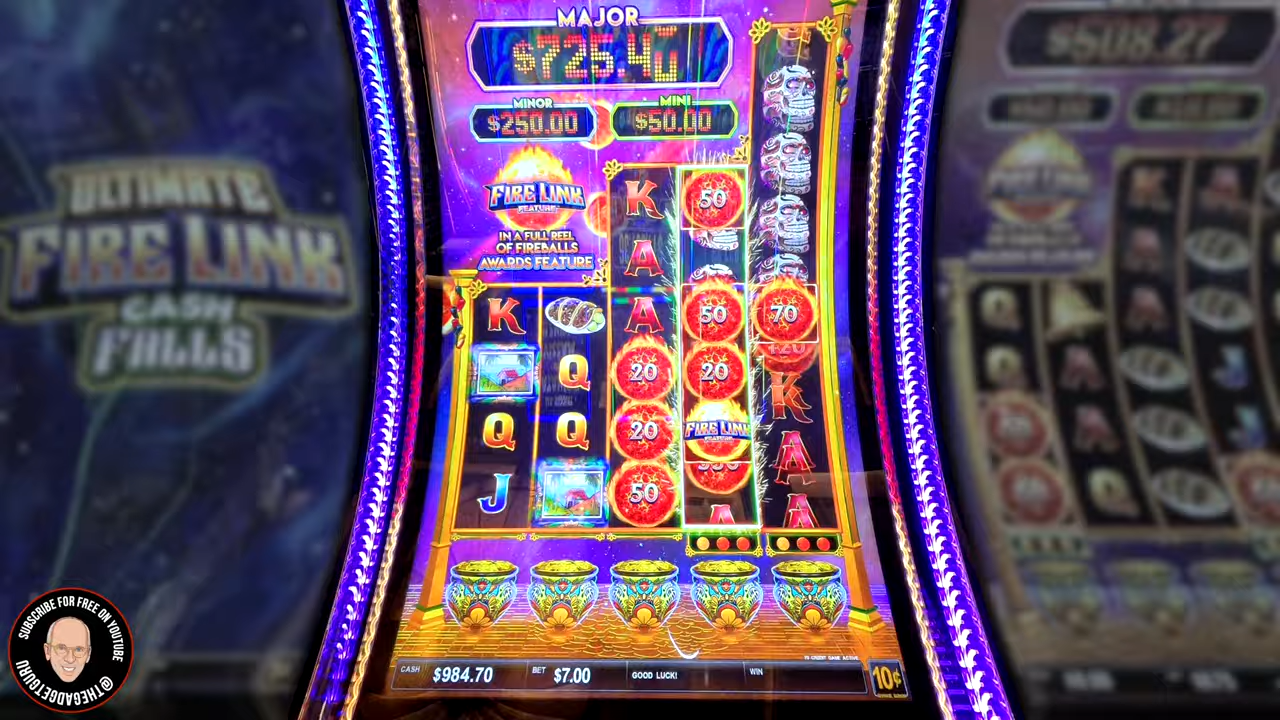 MAJOR
$725.40
MINOR
$250.00
MINI
$50.00
$508.27
FIRE LINK
FEATURE
IN A FULL REEL
OF FIREBALLS
AWARDS FEATURE
ULTIMATE
FIRE LINK
CASH
FALLS
K
50
A
K
A
50
70
Q
20
20
K
Q
Q
20
FIRE LINK
FEATURE
A
J
50
A
A
CASH $984.70 BET $7.00 GOOD LUCK! WIN 10¢
SUBSCRIBE FOR FREE ON YOUTUBE
@THEGADGETGURU